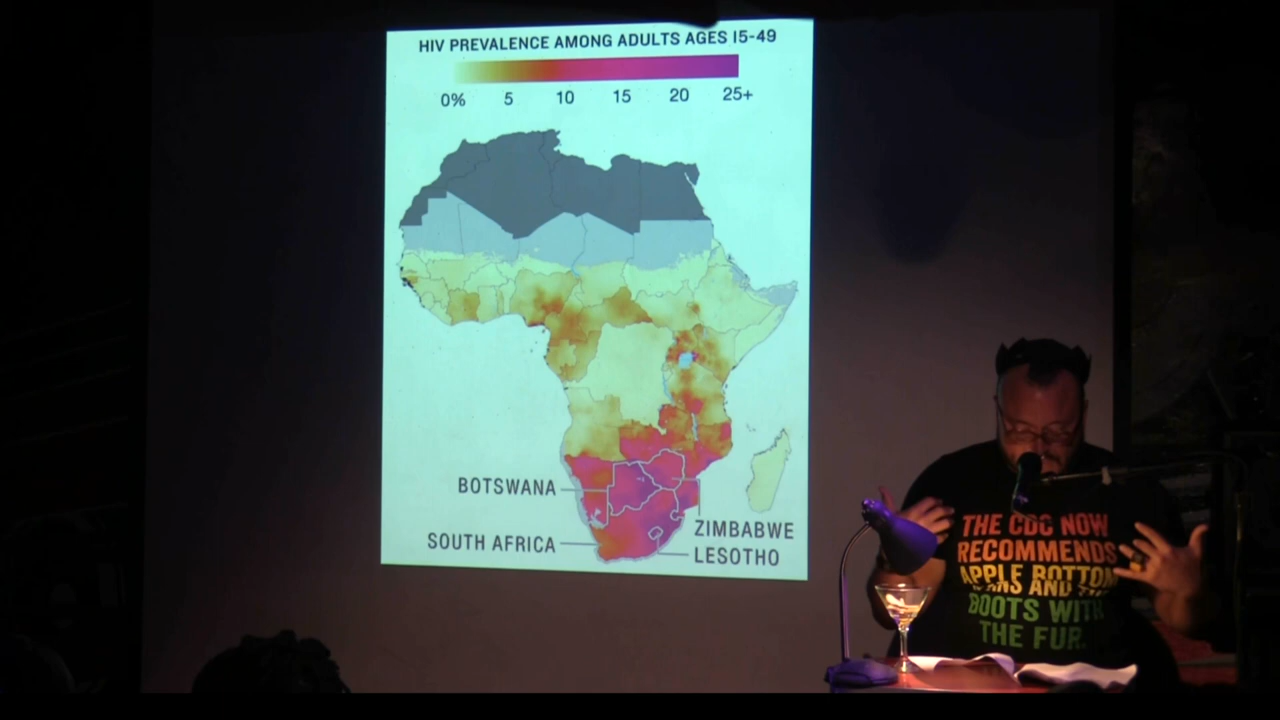 HIV PREVALENCE AMONG ADULTS AGES 15-49
0% 5 10 15 20 25+
BOTSWANA
ZIMBABWE
SOUTH AFRICA
LESOTHO
THE CDC NOW
RECOMMENDS
APPLE BOTTOM
AND
BOOTS WITH
THE FUR.